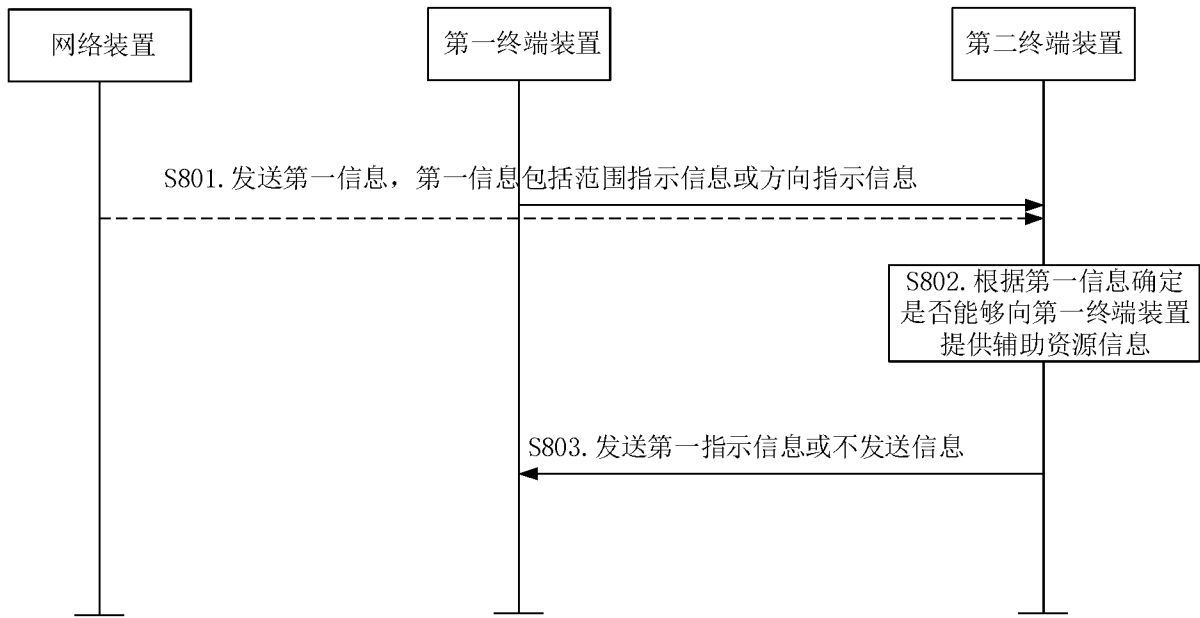 网络装置
第一终端装置
第二终端装置
S801.发送第一信息，第一信息包括范围指示信息或方向指示信息
S802.根据第一信息确定
是否能够向第一终端装置
提供辅助资源信息
S803.发送第一指示信息或不发送信息